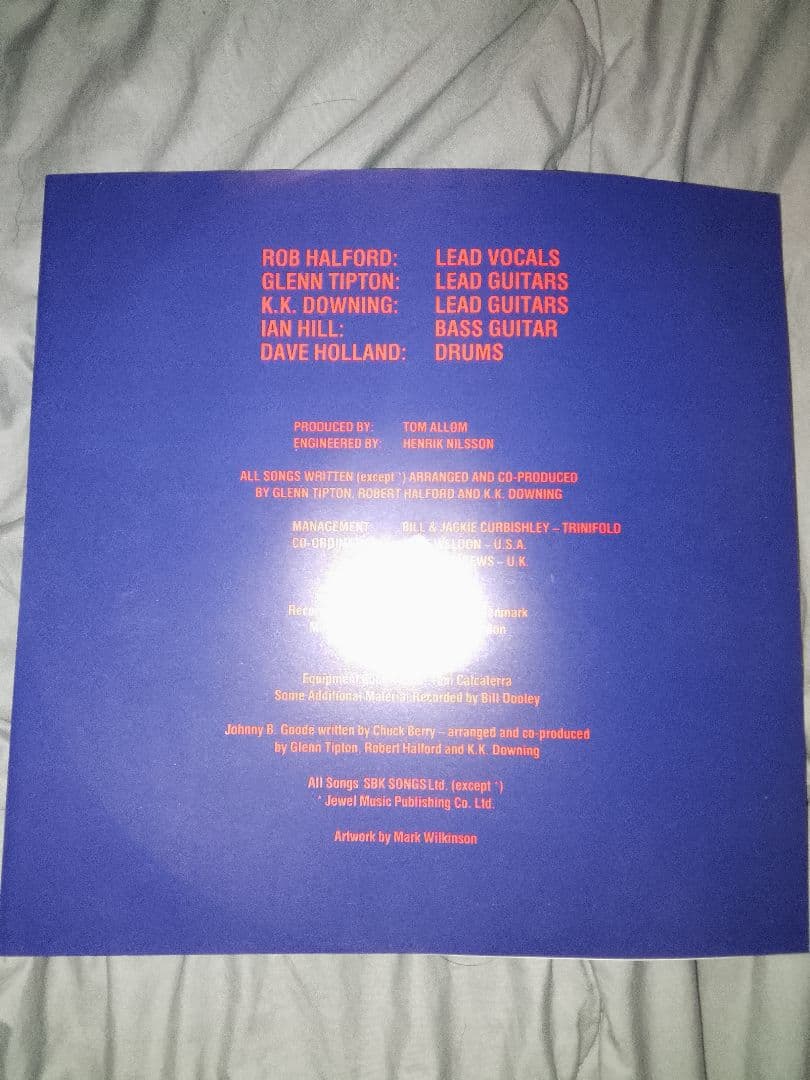 ROB HALFORD: LEAD VOCALS
GLENN TIPTON: LEAD GUITARS
K.K. DOWNING: LEAD GUITARS
IAN HILL: BASS GUITAR
DAVE HOLLAND: DRUMS
PRODUCED BY: TOM ALLØM
ENGINEERED BY: HENRIK NILSSON
ALL SONGS WRITTEN (except *) ARRANGED AND CO-PRODUCED
BY GLENN TIPTON, ROBERT HALFORD AND K.K. DOWNING
MANAGEMENT BILL & JACKIE CURBISHLEY – TRINIFOLD
– U.S.A.
– U.K.
Equipment Calcaterra
Some Additional Material Recorded by Bill Dooley
Johnny B. Goode written by Chuck Berry – arranged and co-produced
by Glenn Tipton, Robert Halford and K.K. Downing
All Songs SBK SONGS Ltd. (except *)
* Jewel Music Publishing Co. Ltd.
Artwork by Mark Wilkinson